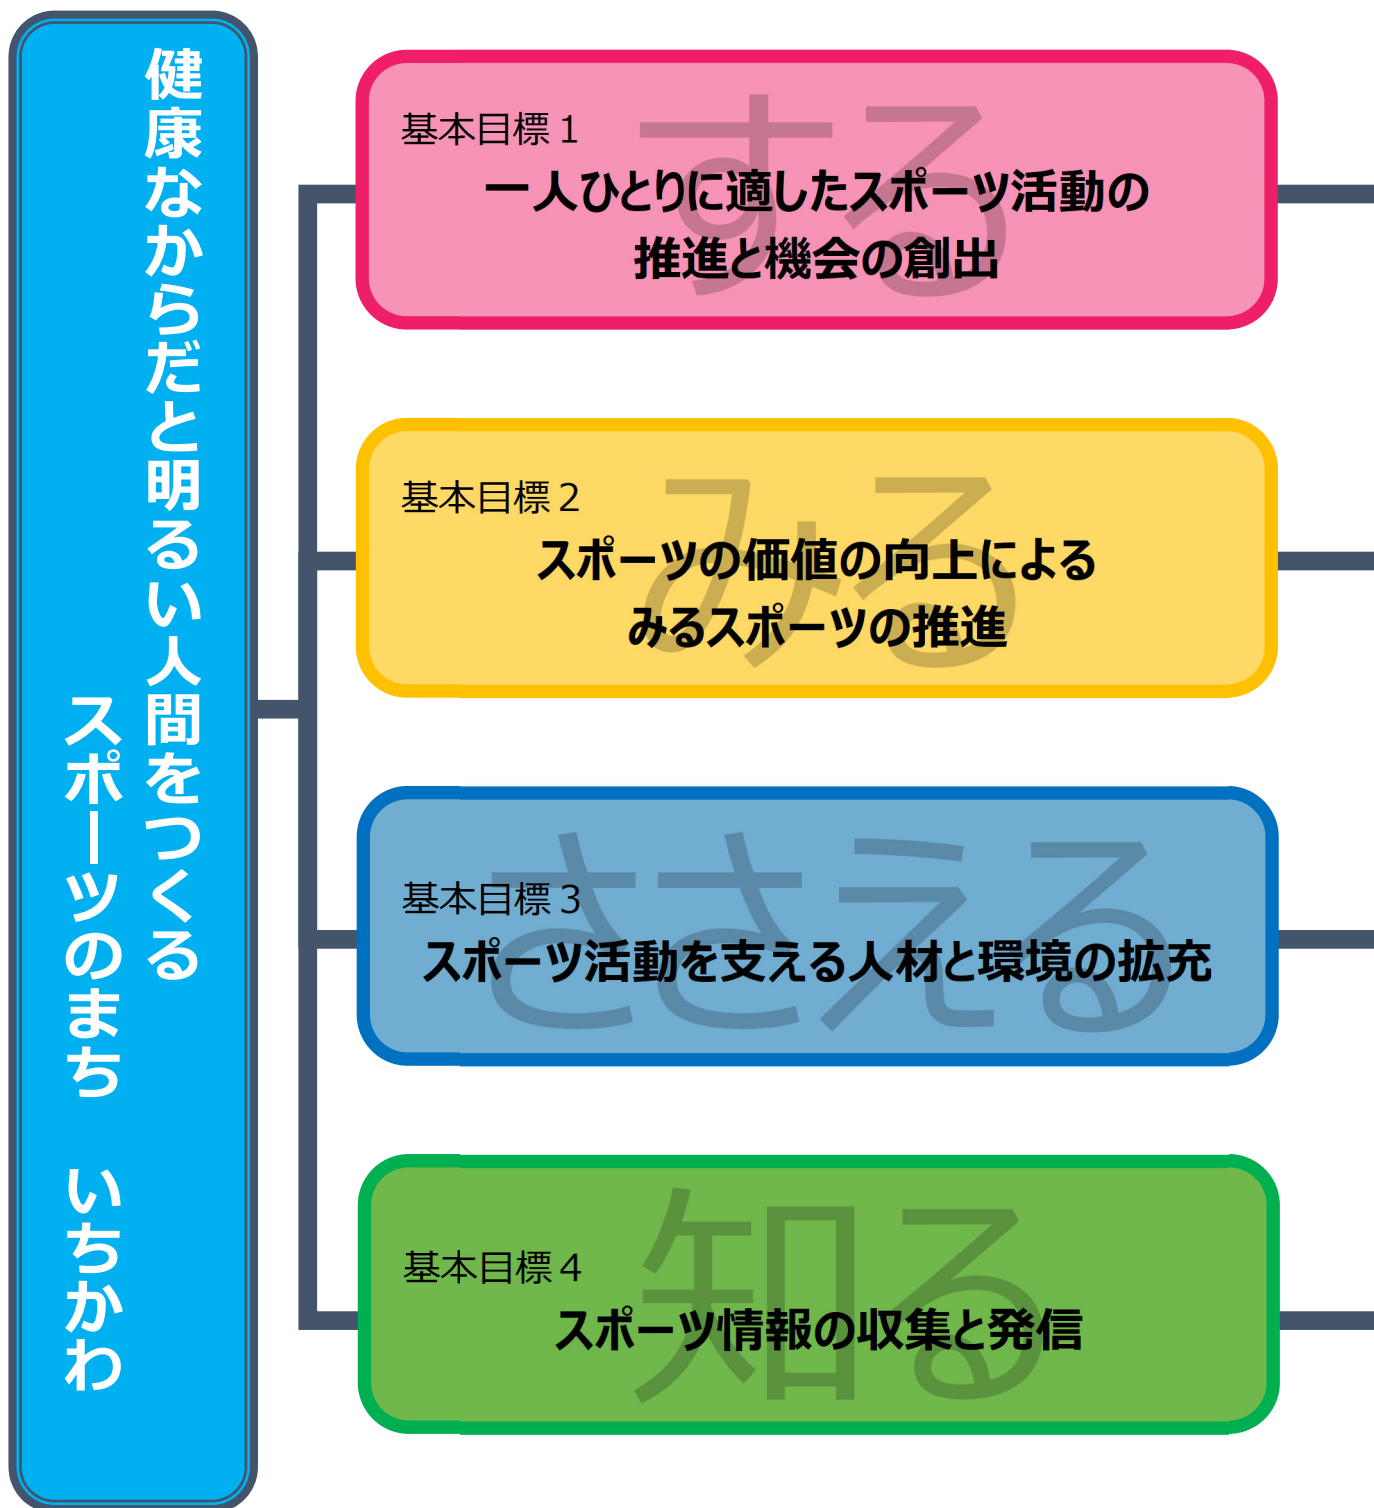 健康なからだと明るい人間をつくる
スポーツのまち　いちかわ
する
基本目標１
一人ひとりに適したスポーツ活動の
推進と機会の創出
みる
基本目標２
スポーツの価値の向上による
みるスポーツの推進
ささえる
基本目標３
スポーツ活動を支える人材と環境の拡充
知る
基本目標４
スポーツ情報の収集と発信